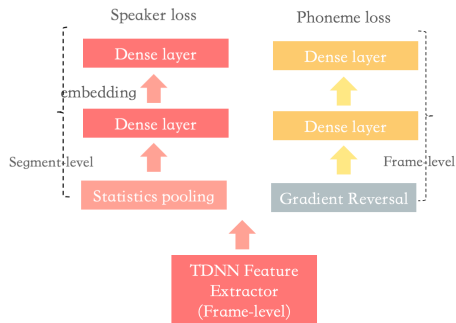 Speaker loss
Phoneme loss
Dense layer
Dense layer
embedding
Dense layer
Dense layer
Segment-level
Frame-level
Statistics pooling
Gradient Reversal
TDNN Feature
Extractor
(Frame-level)